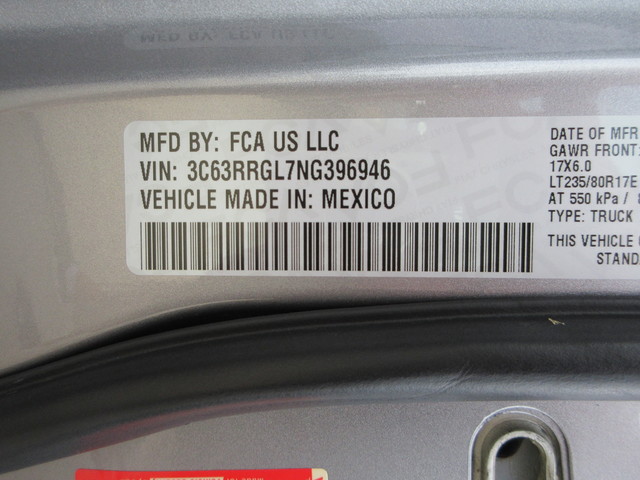 MFD BY: FCA US LLC
VIN: 3C63RRGL7NG396946
VEHICLE MADE IN: MEXICO
DATE OF MFR
GAWR FRONT:
17X6.0
LT235/80R17E
AT 550 kPa /
TYPE: TRUCK
THIS VEHICLE
STAND